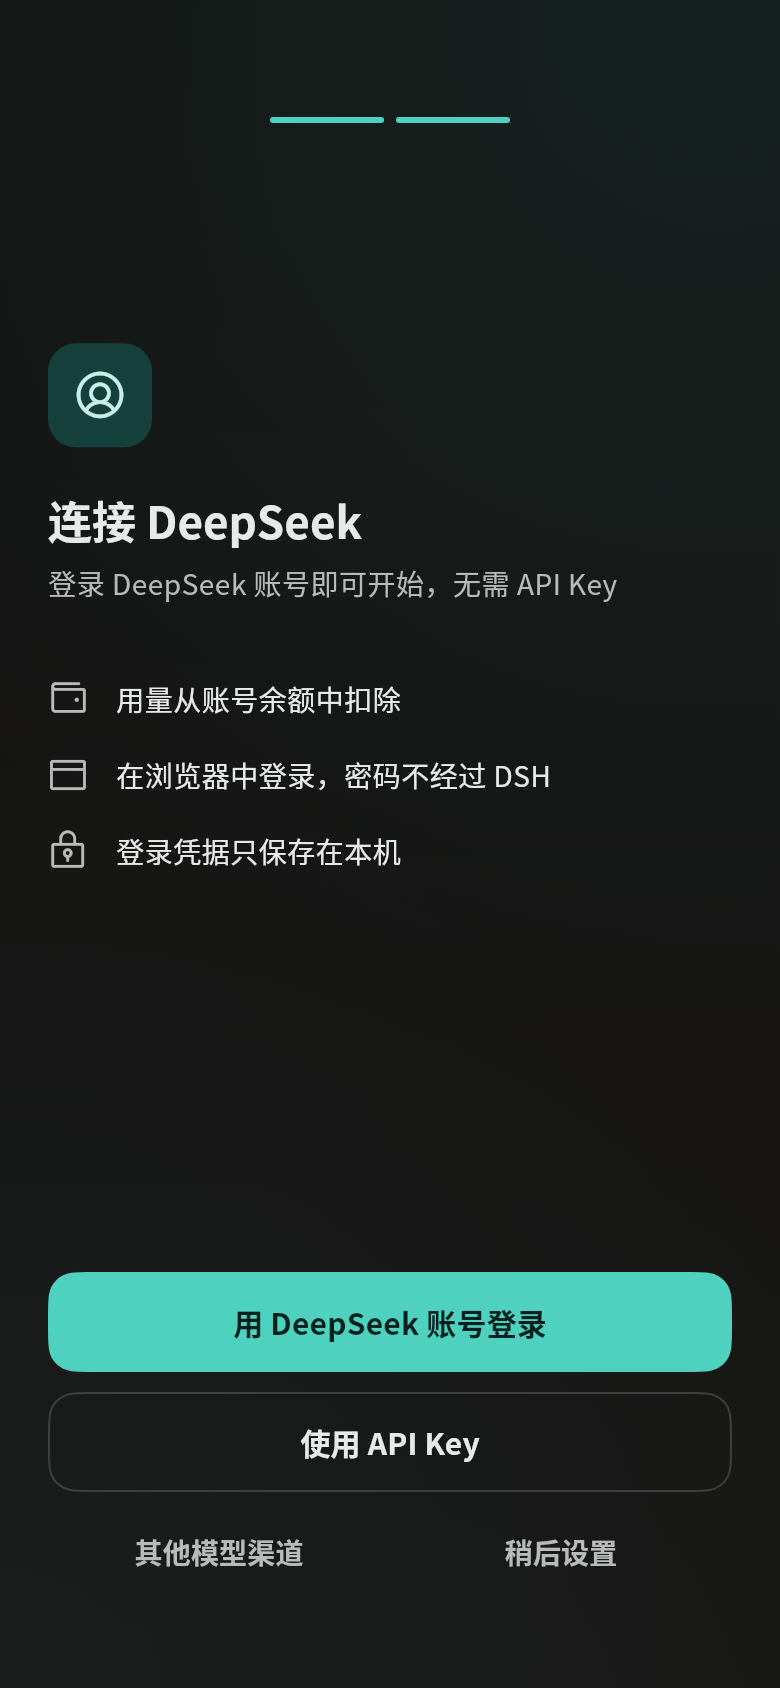 连接 DeepSeek
登录 DeepSeek 账号即可开始，无需 API Key
用量从账号余额中扣除
在浏览器中登录，密码不经过 DSH
登录凭据只保存在本机
用 DeepSeek 账号登录
使用 API Key
其他模型渠道
稍后设置